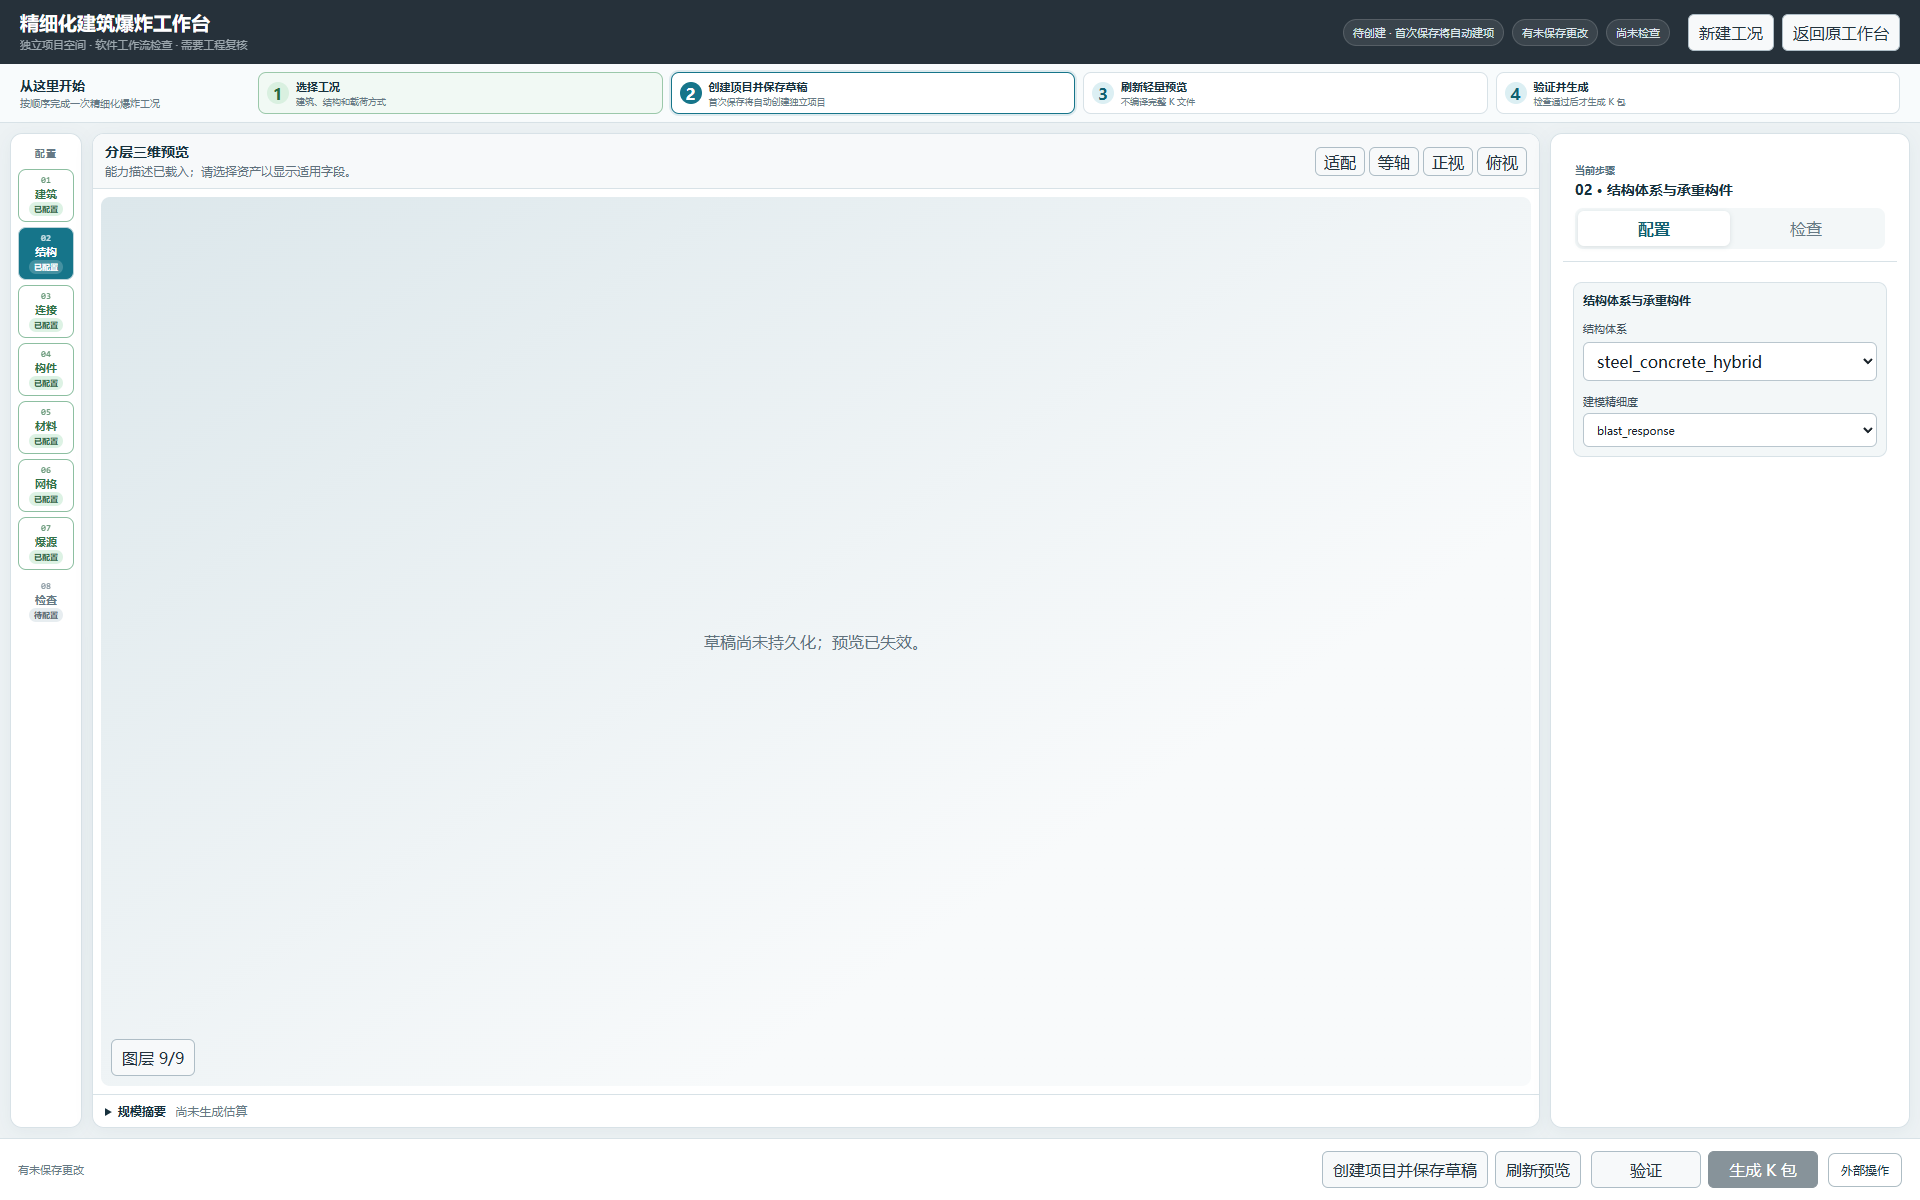 精细化建筑爆炸工作台
独立项目空间 · 软件工作流检查 · 需要工程复核
待创建 · 首次保存将自动建项
有未保存更改
尚未检查
新建工况
返回原工作台
从这里开始
按顺序完成一次精细化爆炸工况
1
选择工况
建筑、结构和载荷方式
2
创建项目并保存草稿
首次保存将自动创建独立项目
3
刷新轻量预览
不编译完整 K 文件
4
验证并生成
检查通过后才生成 K 包
配置
01
建筑
已配置
02
结构
已配置
03
连接
已配置
04
构件
已配置
05
材料
已配置
06
网格
已配置
07
爆源
已配置
08
检查
待配置
分层三维预览
能力描述已载入；请选择资产以显示适用字段。
适配
等轴
正视
俯视
草稿尚未持久化；预览已失效。
图层 9/9
规模摘要 尚未生成估算
当前步骤
02 • 结构体系与承重构件
配置
检查
结构体系与承重构件
结构体系
steel_concrete_hybrid
建模精细度
blast_response
有未保存更改
创建项目并保存草稿
刷新预览
验证
生成 K 包
外部操作